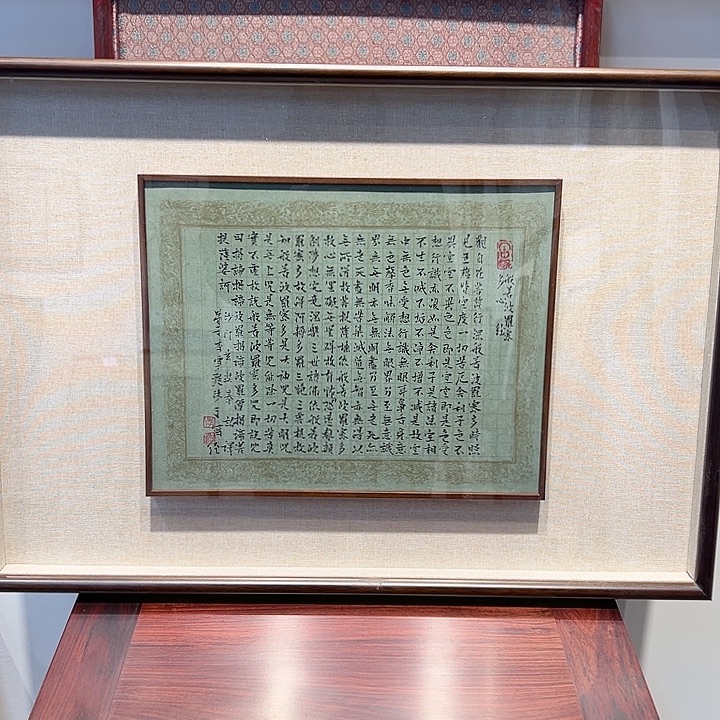 般若波羅蜜
多心經
觀自在菩薩行深般若波羅蜜多時照
見五蘊皆空度一切苦厄舍利子色不
異空空不異色色即是空空即是色受
想行識亦復如是舍利子是諸法空相
不生不滅不垢不淨不增不減是故空
中無色無受想行識無眼耳鼻舌身意
無色聲香味觸法無眼界乃至無意識
界無無明亦無無明盡乃至無老死亦
無老死盡無苦集滅道無智亦無得以
無所得故菩提薩埵依般若波羅蜜多
故心無罣礙無罣礙故無有恐怖遠離顛
倒夢想究竟涅槃三世諸佛依般若波
羅蜜多故得阿耨多羅三藐三菩提故
知般若波羅蜜多是大神咒是大明咒
是無上咒是無等等咒能除一切苦真
實不虛故說般若波羅蜜多咒即說咒
曰揭諦揭諦波羅揭諦波羅僧揭諦菩
提薩婆訶 沙門玄奘奉詔譯